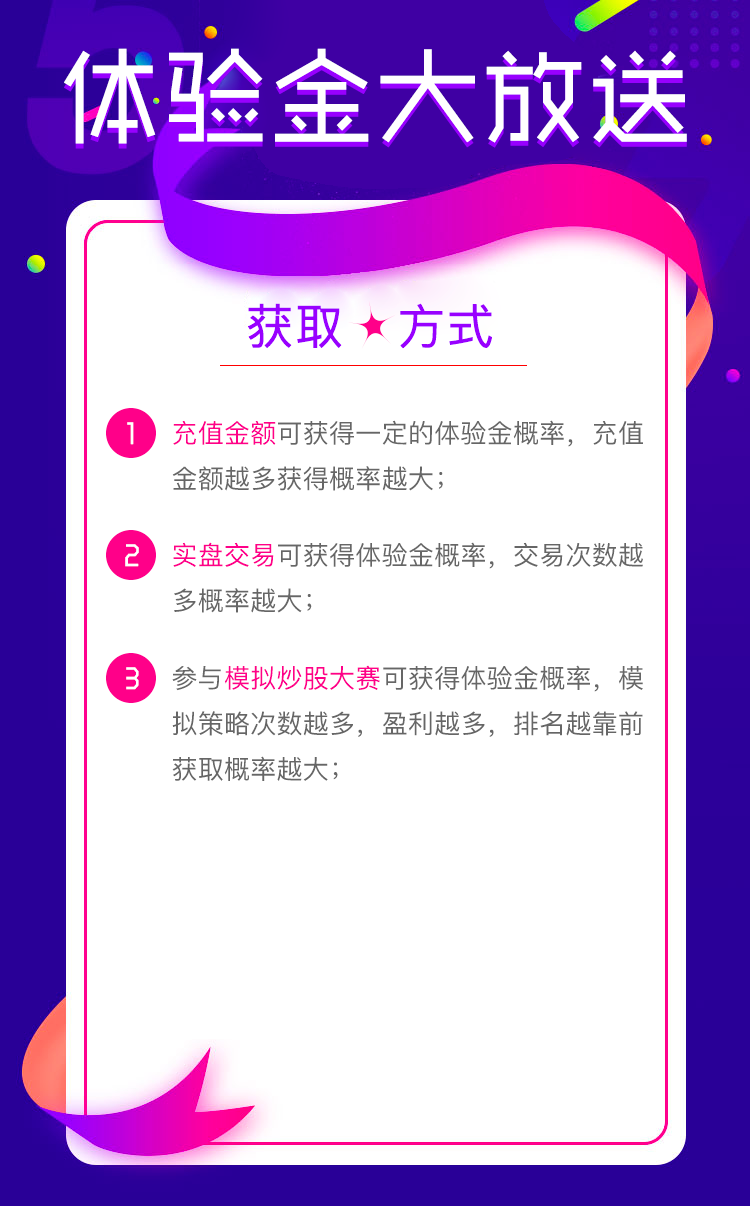 体验金大放送
获取 方式
1 充值金额可获得一定的体验金概率，充值
金额越多获得概率越大；
2 实盘交易可获得体验金概率，交易次数越
多概率越大；
3 参与模拟炒股大赛可获得体验金概率，模
拟策略次数越多，盈利越多，排名越靠前
获取概率越大；